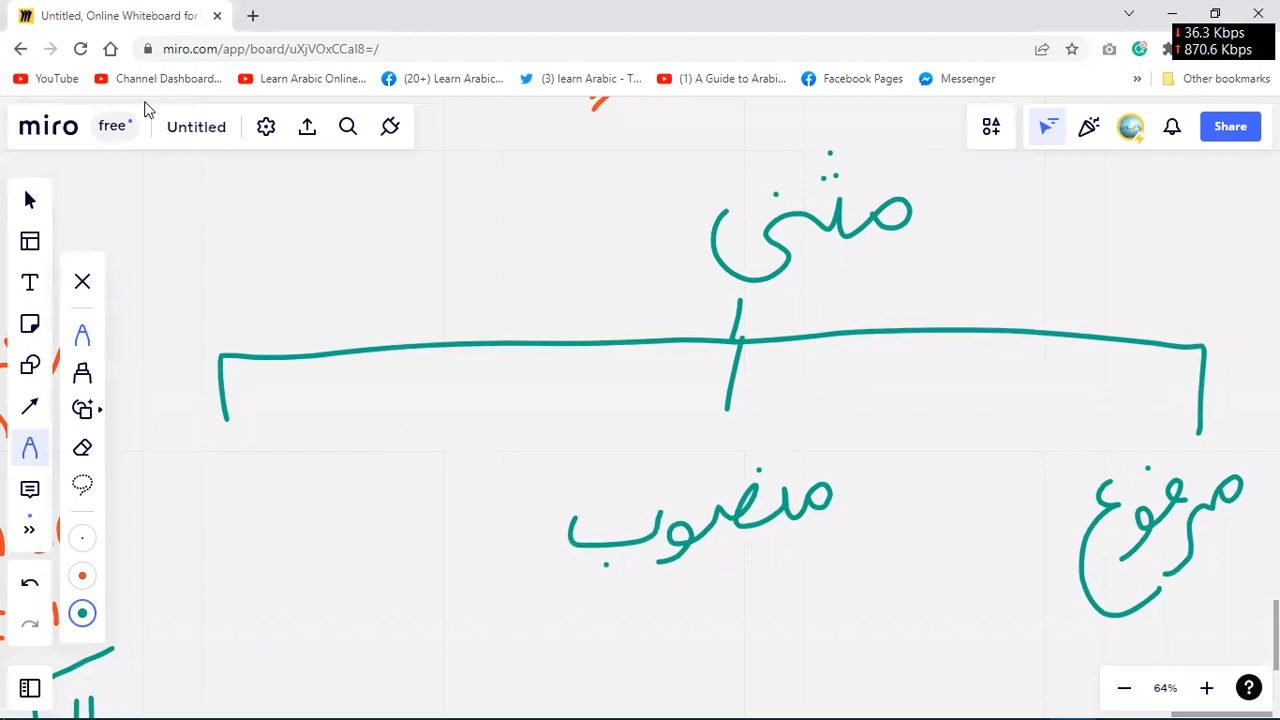 Untitled, Online Whiteboard for
miro.com/app/board/uXjVOxCCaI8=/
36.3 Kbps
870.6 Kbps
YouTube
Channel Dashboard...
Learn Arabic Online...
(20+) Learn Arabic...
(3) learn Arabic - T...
(1) A Guide to Arabi...
Facebook Pages
Messenger
»
Other bookmarks
miro
free
Untitled
Share
مثنى
مرفوع
منصوب
64%